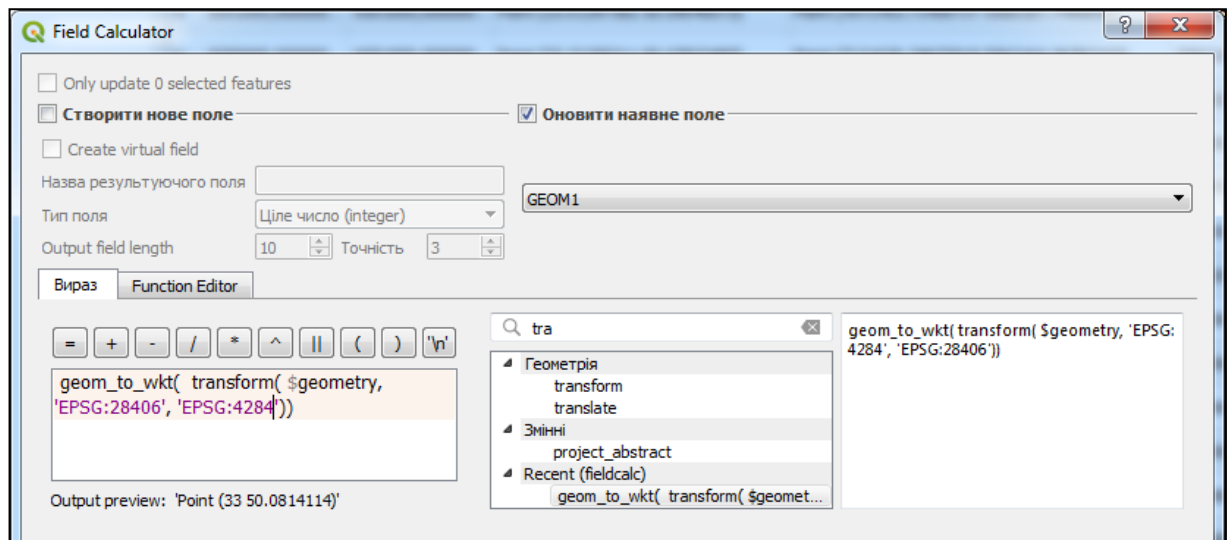 Field Calculator
Only update 0 selected features
Створити нове поле
Оновити наявне поле
Create virtual field
Назва результуючого поля
GEOM1
Тип поля
Ціле число (integer)
Output field length
10
Точність
3
Вираз
Function Editor
= + - / * ^ || ( ) '\n'
geom_to_wkt( transform( $geometry,
'EPSG:28406', 'EPSG:4284'))
Output preview: 'Point (33 50.0814114)'
tra
Геометрія
transform
translate
Змінні
project_abstract
Recent (fieldcalc)
geom_to_wkt( transform( $geomet...
geom_to_wkt( transform( $geometry, 'EPSG:
4284', 'EPSG:28406'))